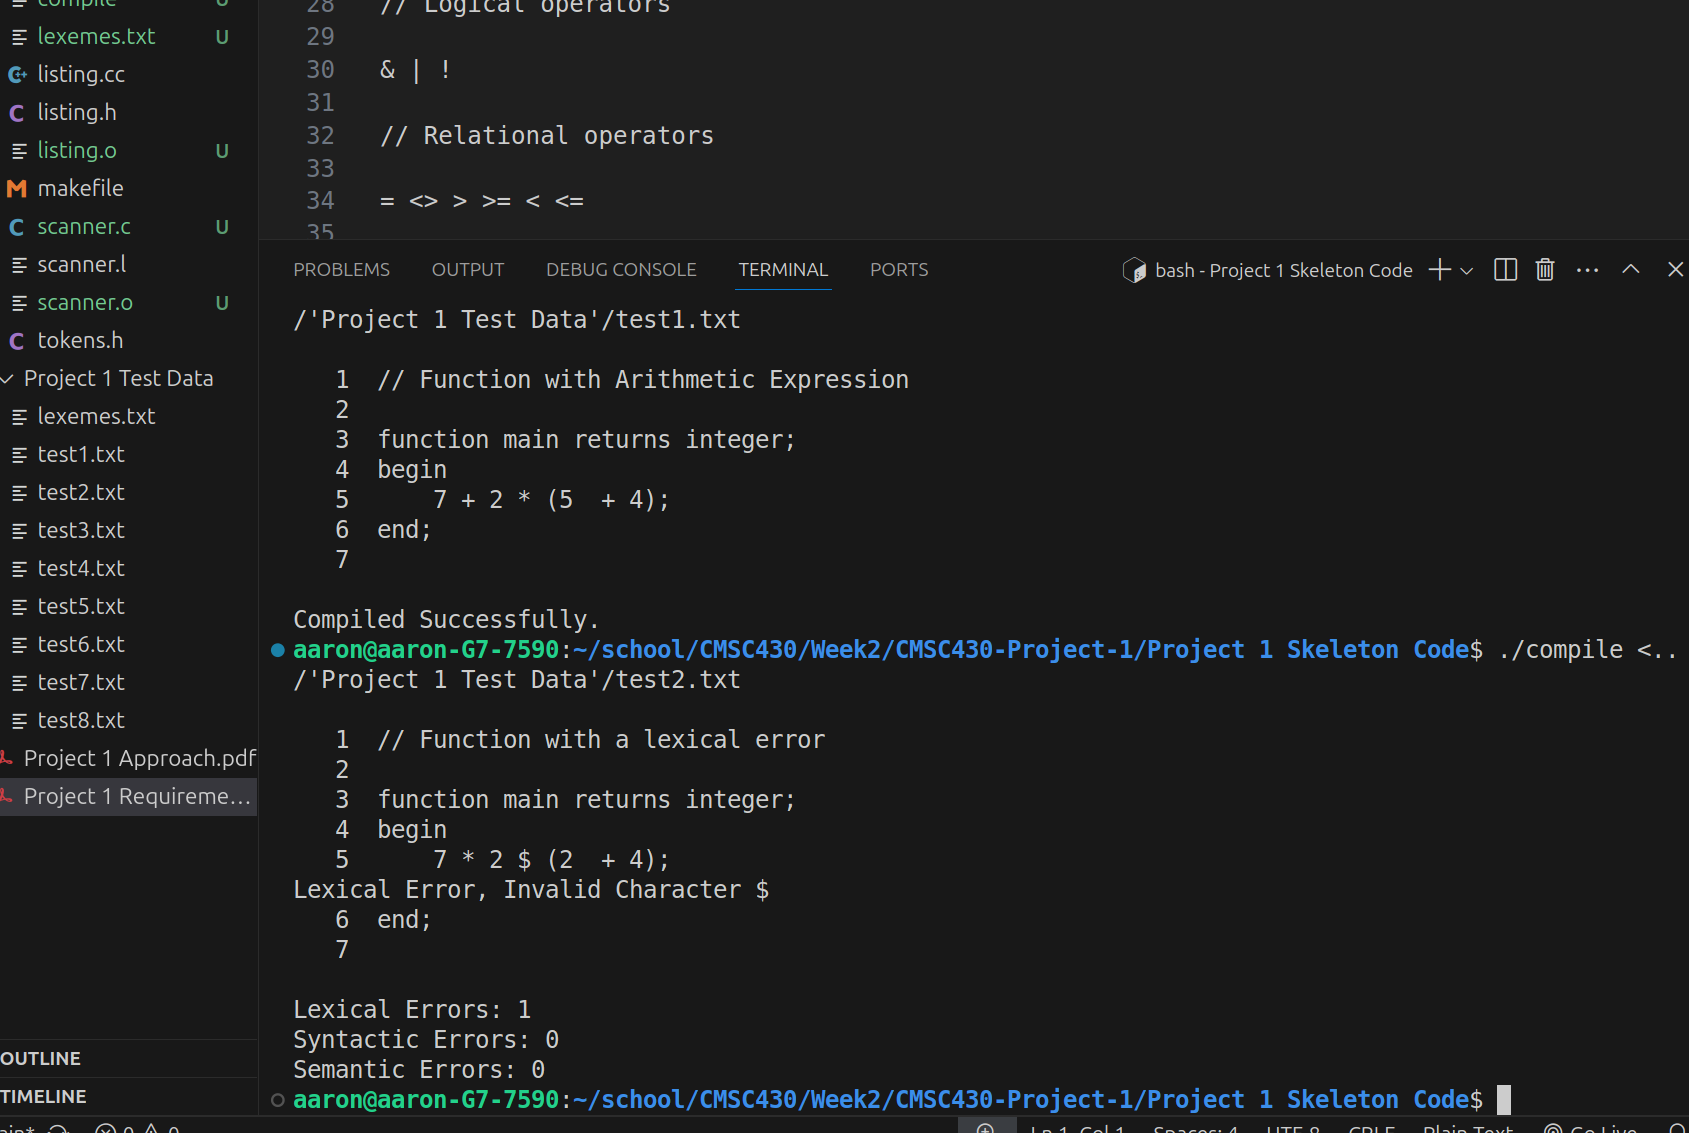 compile U
lexemes.txt U
listing.cc
listing.h
listing.o U
makefile
scanner.c U
scanner.l
scanner.o U
tokens.h
Project 1 Test Data
lexemes.txt
test1.txt
test2.txt
test3.txt
test4.txt
test5.txt
test6.txt
test7.txt
test8.txt
Project 1 Approach.pdf
Project 1 Requireme...
OUTLINE
TIMELINE
28 // Logical operators
29
30 & | !
31
32 // Relational operators
33
34 = <> > >= < <=
35
PROBLEMS OUTPUT DEBUG CONSOLE TERMINAL PORTS bash - Project 1 Skeleton Code
/'Project 1 Test Data'/test1.txt
1 // Function with Arithmetic Expression
2
3 function main returns integer;
4 begin
5     7 + 2 * (5  + 4);
6 end;
7
Compiled Successfully.
aaron@aaron-G7-7590:~/school/CMSC430/Week2/CMSC430-Project-1/Project 1 Skeleton Code$ ./compile <..
/'Project 1 Test Data'/test2.txt
1 // Function with a lexical error
2
3 function main returns integer;
4 begin
5     7 * 2 $ (2  + 4);
Lexical Error, Invalid Character $
6 end;
7
Lexical Errors: 1
Syntactic Errors: 0
Semantic Errors: 0
aaron@aaron-G7-7590:~/school/CMSC430/Week2/CMSC430-Project-1/Project 1 Skeleton Code$
0 0 Ln 1, Col 1 Spaces: 4 UTF-8 CRLF Plain Text Go Live